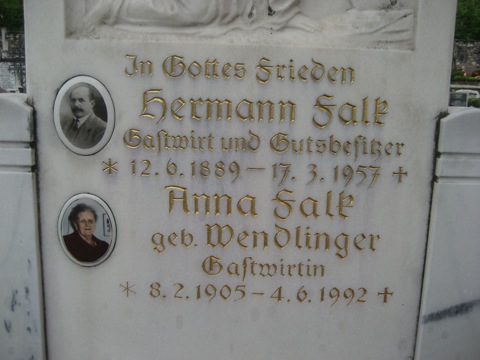 In Gottes Frieden
Hermann Falk
Gastwirt und Gutsbesitzer
* 12.6.1889 – 17.3.1957 +
Anna Falk
geb. Wendlinger
Gastwirtin
* 8.2.1905 – 4.6.1992 +